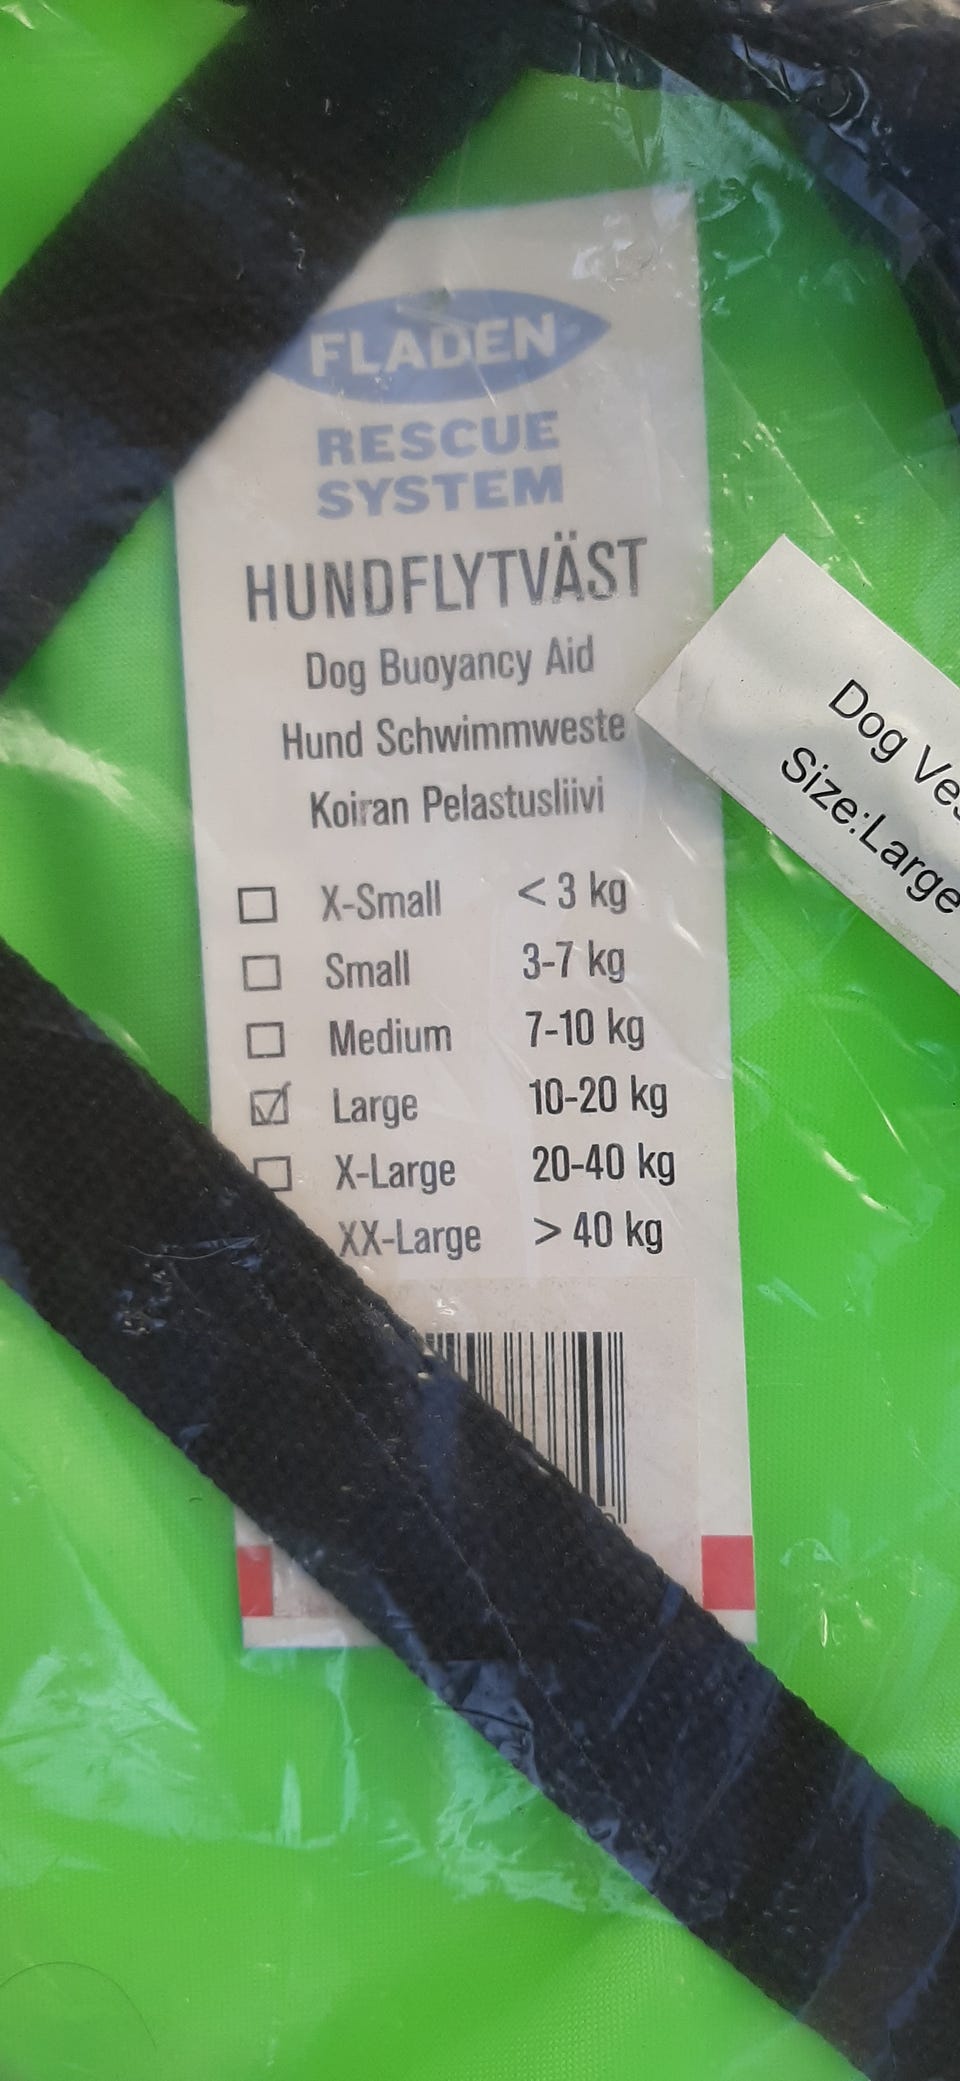 FLADEN
RESCUE
SYSTEM
HUNDFLYTVÄST
Dog Buoyancy Aid
Hund Schwimmweste
Koiran Pelastusliivi
X-Small < 3 kg
Small 3-7 kg
Medium 7-10 kg
Large 10-20 kg
X-Large 20-40 kg
XX-Large > 40 kg
Dog
Size:Large